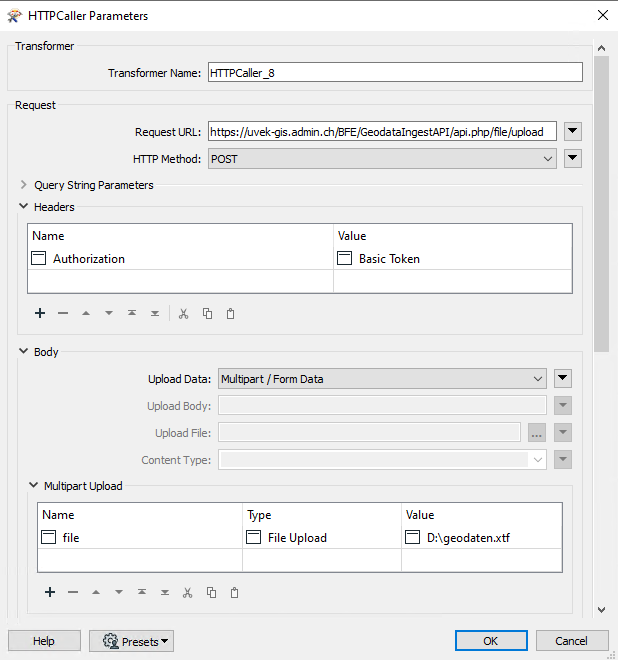 HTTPCaller Parameters
Transformer
Transformer Name: HTTPCaller_8
Request
Request URL: https://uvek-gis.admin.ch/BFE/GeodataIngestAPI/api.php/file/upload
HTTP Method: POST
Query String Parameters
Headers
Name Value
Authorization Basic Token
Body
Upload Data: Multipart / Form Data
Upload Body:
Upload File: ...
Content Type:
Multipart Upload
Name Type Value
file File Upload D:\geodaten.xtf
Help Presets OK Cancel